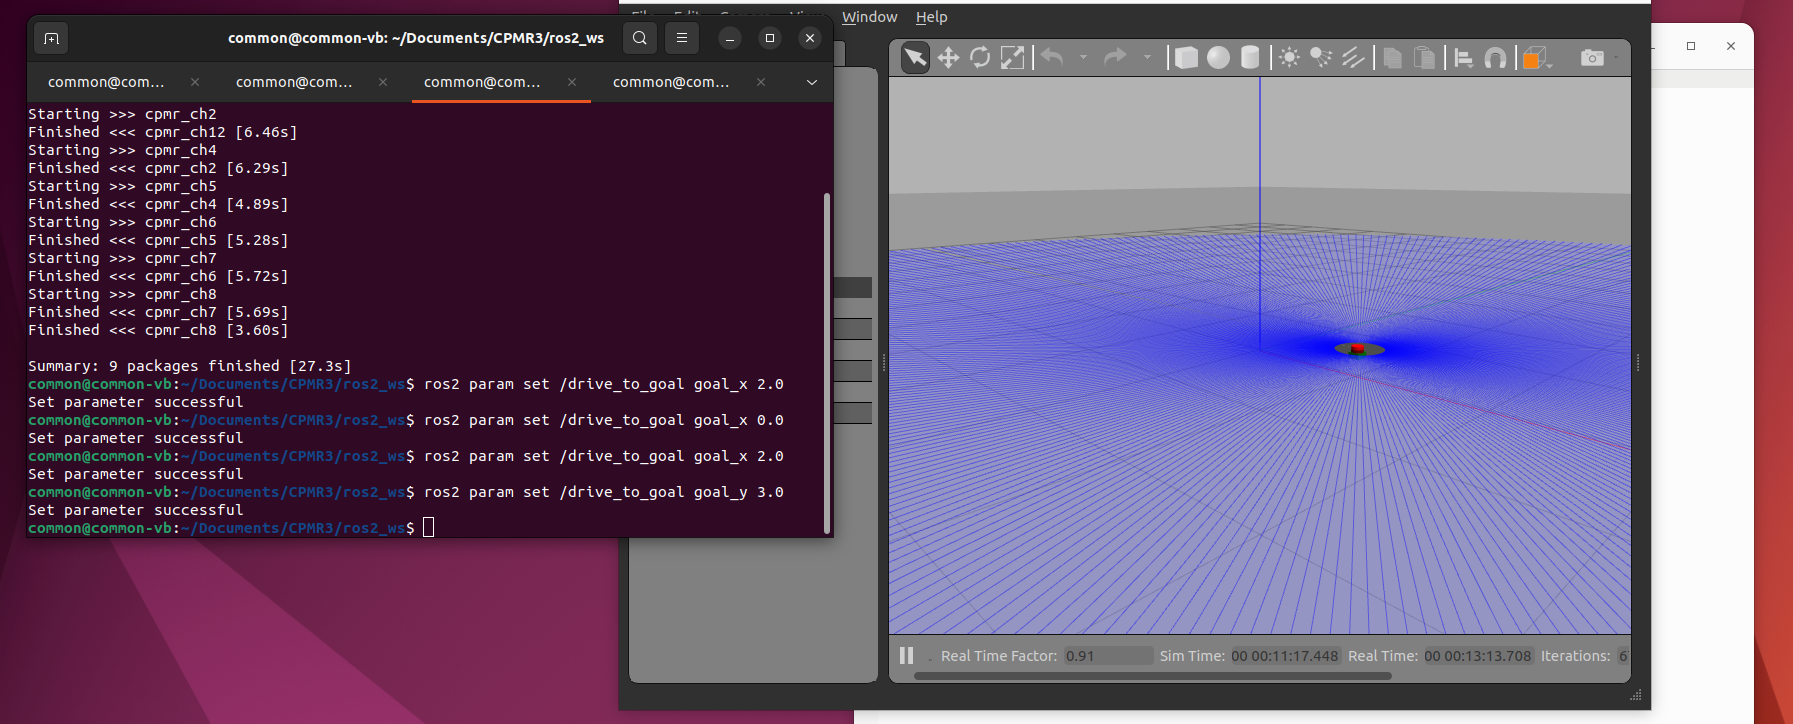 File Edit Camera View Window Help
common@common-vb: ~/Documents/CPMR3/ros2_ws
common@com... × common@com... × common@com... × common@com... ×
Starting >>> cpmr_ch2
Finished <<< cpmr_ch12 [6.46s]
Starting >>> cpmr_ch4
Finished <<< cpmr_ch2 [6.29s]
Starting >>> cpmr_ch5
Finished <<< cpmr_ch4 [4.89s]
Starting >>> cpmr_ch6
Finished <<< cpmr_ch5 [5.28s]
Starting >>> cpmr_ch7
Finished <<< cpmr_ch6 [5.72s]
Starting >>> cpmr_ch8
Finished <<< cpmr_ch7 [5.69s]
Finished <<< cpmr_ch8 [3.60s]
Summary: 9 packages finished [27.3s]
common@common-vb:~/Documents/CPMR3/ros2_ws$ ros2 param set /drive_to_goal goal_x 2.0
Set parameter successful
common@common-vb:~/Documents/CPMR3/ros2_ws$ ros2 param set /drive_to_goal goal_x 0.0
Set parameter successful
common@common-vb:~/Documents/CPMR3/ros2_ws$ ros2 param set /drive_to_goal goal_x 2.0
Set parameter successful
common@common-vb:~/Documents/CPMR3/ros2_ws$ ros2 param set /drive_to_goal goal_y 3.0
Set parameter successful
common@common-vb:~/Documents/CPMR3/ros2_ws$
Real Time Factor: 0.91 Sim Time: 00 00:11:17.448 Real Time: 00 00:13:13.708 Iterations: 6